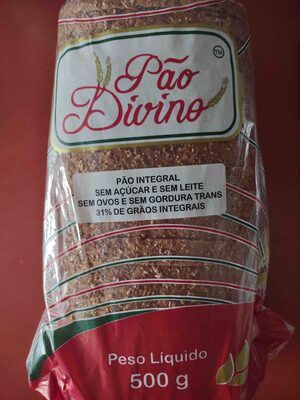 Pão
Divino
TM
PÃO INTEGRAL
SEM AÇÚCAR E SEM LEITE
SEM OVOS E SEM GORDURA TRANS
31% DE GRÃOS INTEGRAIS
Peso Líquido
500 g